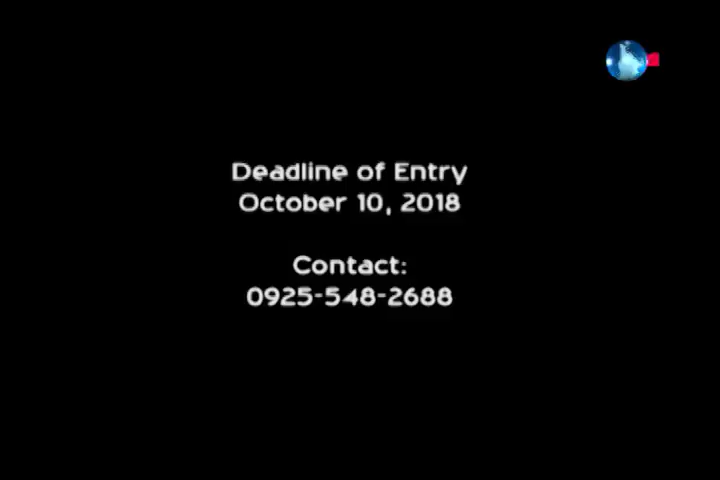 Deadline of Entry
October 10, 2018
Contact:
0925-548-2688